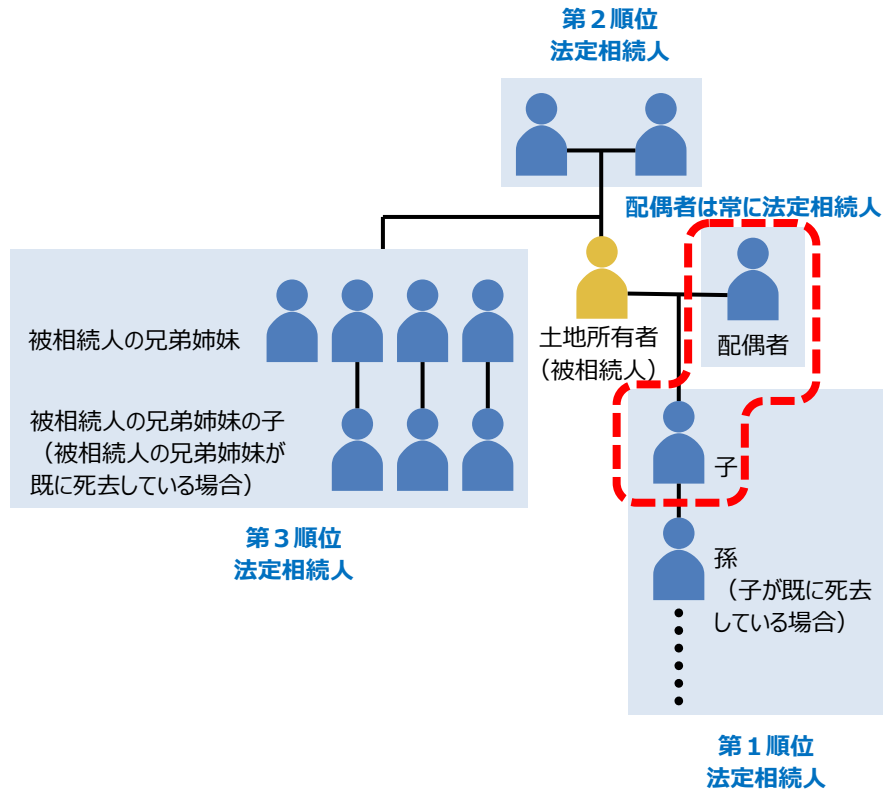 第２順位
法定相続人
配偶者は常に法定相続人
土地所有者
（被相続人）
配偶者
被相続人の兄弟姉妹
被相続人の兄弟姉妹の子
（被相続人の兄弟姉妹が
既に死去している場合）
第３順位
法定相続人
子
孫
（子が既に死去
している場合）
第１順位
法定相続人